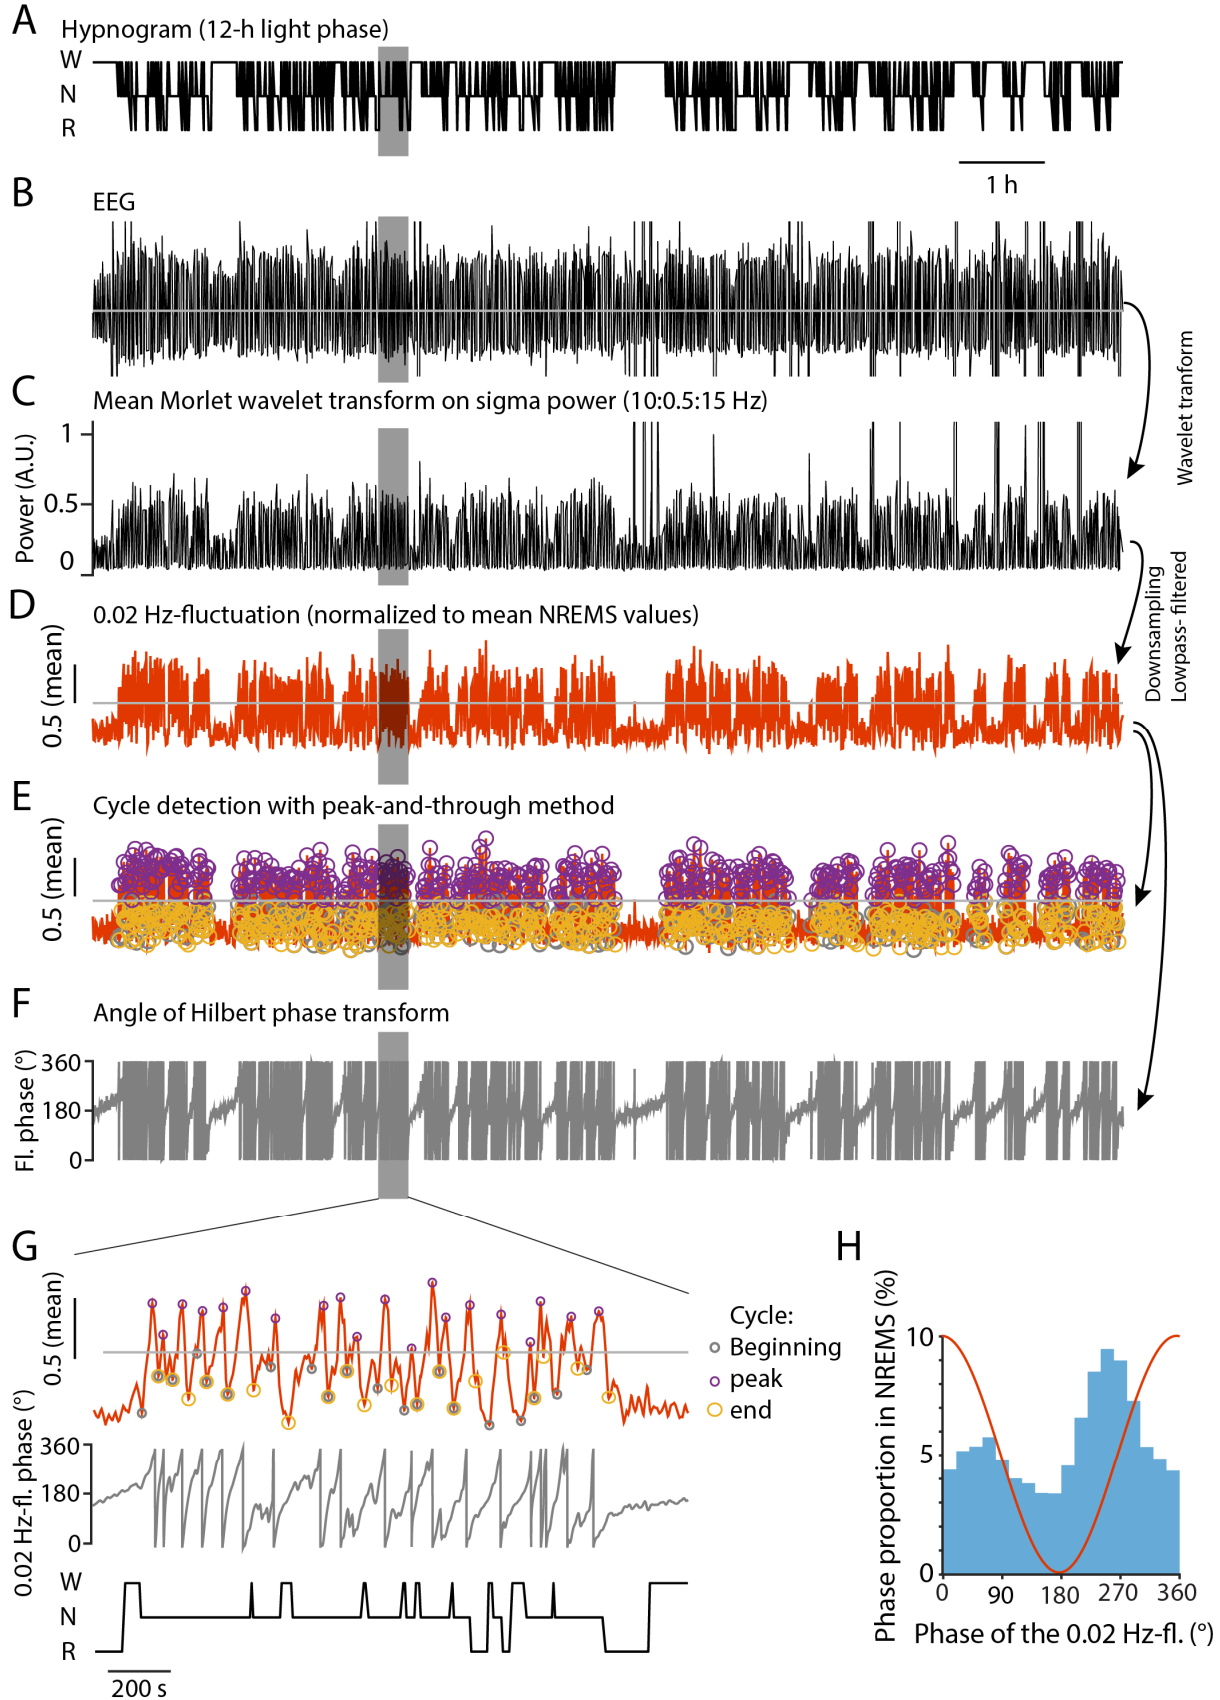 A
Hypnogram (12-h light phase)
W
N
R
1 h
B
EEG
Wavelet tranform
C
Mean Morlet wavelet transform on sigma power (10:0.5:15 Hz)
Power (A.U.)
1
0.5
0
Downsampling
Lowpass- filtered
D
0.02 Hz-fluctuation (normalized to mean NREMS values)
0.5 (mean)
E
Cycle detection with peak-and-through method
0.5 (mean)
F
Angle of Hilbert phase transform
Fl. phase (°)
360
180
0
G
0.5 (mean)
Cycle:
Beginning
peak
end
0.02 Hz-fl. phase (°)
360
180
0
W
N
R
200 s
H
Phase proportion in NREMS (%)
10
5
0
0 90 180 270 360
Phase of the 0.02 Hz-fl. (°)